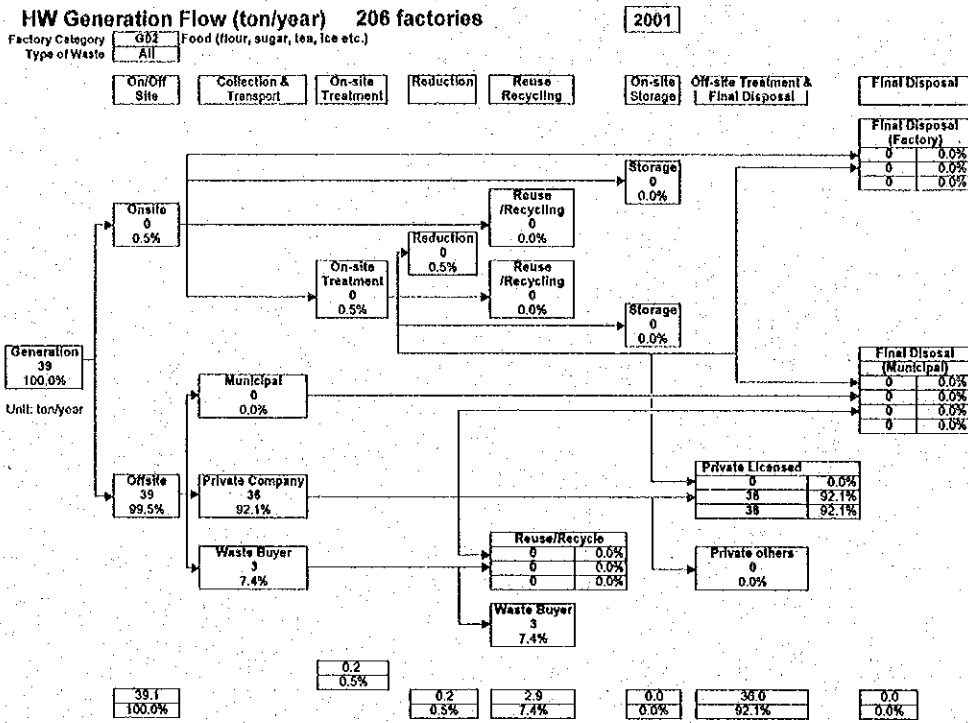 HW Generation Flow (ton/year) 206 factories 2001
Factory Category G02 Food (flour, sugar, tea, Ice etc.)
Type of Waste All
On/Off Site
Collection & Transport
On-site Treatment
Reduction
Reuse Recycling
On-site Storage
Off-site Treatment & Final Disposal
Final Disposal
Final Disposal
(Factory)
0 0.0%
0 0.0%
0 0.0%
Storage
0
0.0%
Onsite
0
0.5%
Reuse
/Recycling
0
0.0%
Reduction
0
0.5%
On-site
Treatment
0
0.5%
Reuse
/Recycling
0
0.0%
Storage
0
0.0%
Generation
39
100.0%
Unit: ton/year
Final Disosal
(Municipal)
0 0.0%
0 0.0%
0 0.0%
0 0.0%
Municipal
0
0.0%
Offsite
39
99.5%
Private Company
36
92.1%
Private Licensed
0 0.0%
36 92.1%
36 92.1%
Waste Buyer
3
7.4%
Reuse/Recycle
0 0.0%
0 0.0%
0 0.0%
Private others
0
0.0%
Waste Buyer
3
7.4%
0.2
0.5%
39.1 0.2 2.9 0.0 36.0 0.0
100.0% 0.5% 7.4% 0.0% 92.1% 0.0%